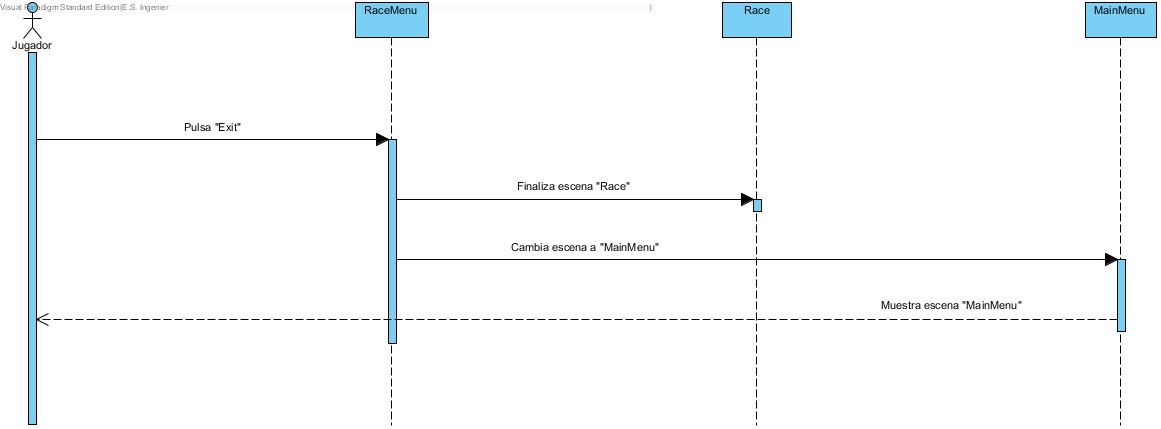 Visual Paradigm Standard Edition(E.S. Ingenier
RaceMenu
Race
MainMenu
Jugador
Pulsa "Exit"
Finaliza escena "Race"
Cambia escena a "MainMenu"
Muestra escena "MainMenu"